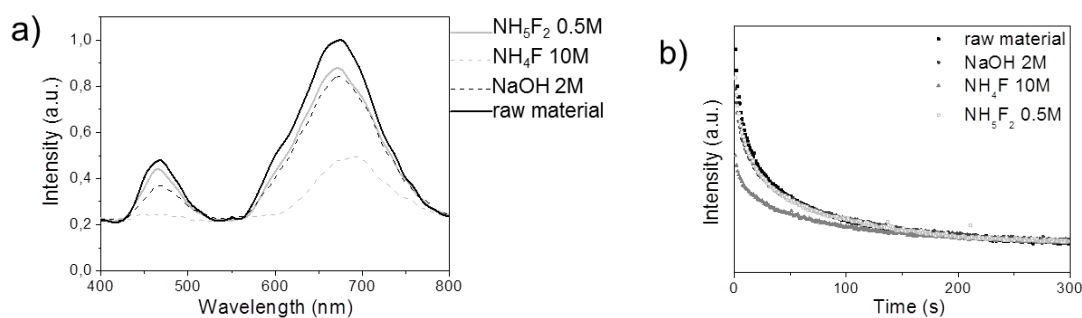 a)
NH₅F₂ 0.5M
NH₄F 10M
NaOH 2M
raw material
Intensity (a.u.)
1,0
0,8
0,6
0,4
0,2
0,0
400 500 600 700 800
Wavelength (nm)
b)
raw material
NaOH 2M
NH₄F 10M
NH₅F₂ 0.5M
Intensity (a.u.)
0 100 200 300
Time (s)